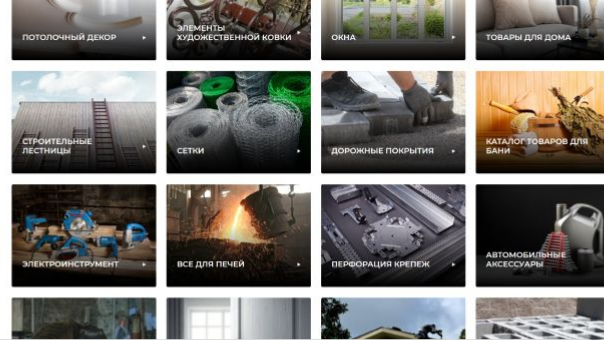 ПОТОЛОЧНЫЙ ДЕКОР
ЭЛЕМЕНТЫ
ХУДОЖЕСТВЕННОЙ КОВКИ
ОКНА
ТОВАРЫ ДЛЯ ДОМА
СТРОИТЕЛЬНЫЕ
ЛЕСТНИЦЫ
СЕТКИ
ДОРОЖНЫЕ ПОКРЫТИЯ
КАТАЛОГ ТОВАРОВ ДЛЯ
БАНИ
ЭЛЕКТРОИНСТРУМЕНТ
ВСЕ ДЛЯ ПЕЧЕЙ
ПЕРФОРАЦИЯ КРЕПЕЖ
АВТОМОБИЛЬНЫЕ
АКСЕССУАРЫ